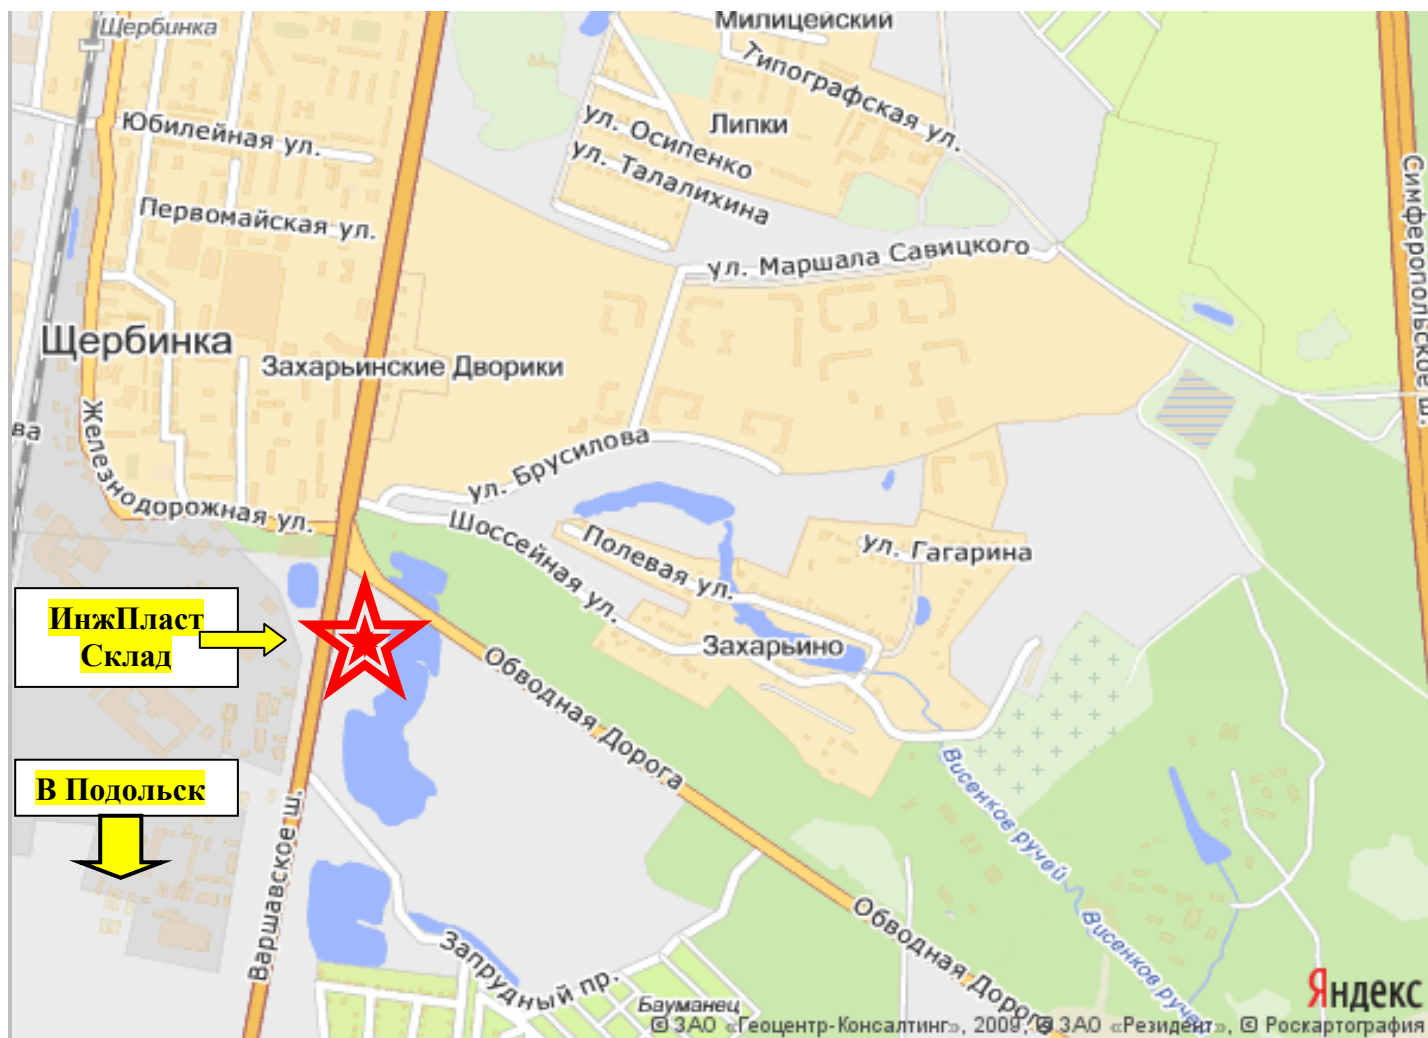 Щербинка
Милицейский
Типографская ул.
Юбилейная ул.
ул. Осипенко
Липки
ул. Талалихина
Первомайская ул.
ул. Маршала Савицкого
Симферопольское ш.
Щербинка
Захарьинские Дворики
ва
Железнодорожная ул.
ул. Брусилова
Шоссейная ул.
Полевая ул.
ул. Гагарина
ИнжПласт
Склад
Захарьино
Обводная Дорога
В Подольск
Варшавское ш.
Висенков ручей
Обводная Дорога
Висенков ручей
Запрудный пр.
Бауманец
Яндекс
© ЗАО «Геоцентр-Консалтинг», 2009, © ЗАО «Резидент», © Роскартография